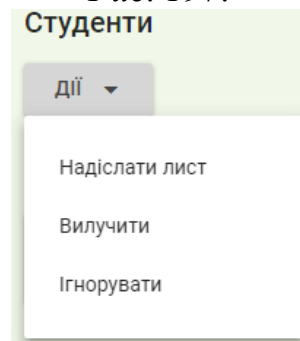 Студенти
ДІЇ
Надіслати лист
Вилучити
Ігнорувати